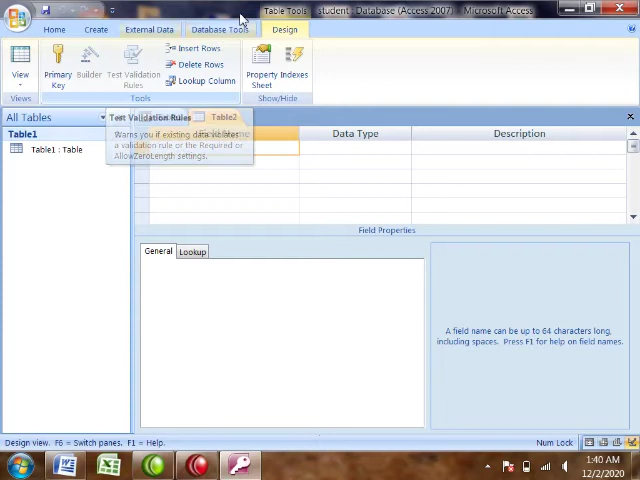 Table Tools student : Database (Access 2007) - Microsoft Access
Home Create External Data Database Tools Design
View
Primary Key
Builder
Test Validation Rules
Insert Rows
Delete Rows
Lookup Column
Property Sheet
Indexes
Views Tools Show/Hide
All Tables
Table2
Test Validation Rules
Warns you if existing data violates
a validation rule or the Required or
AllowZeroLength settings.
Table1
Table1 : Table
Field Name Data Type Description
Field Properties
General Lookup
A field name can be up to 64 characters long,
including spaces. Press F1 for help on field names.
Design view. F6 = Switch panes. F1 = Help.
Num Lock
1:40 AM
12/2/2020